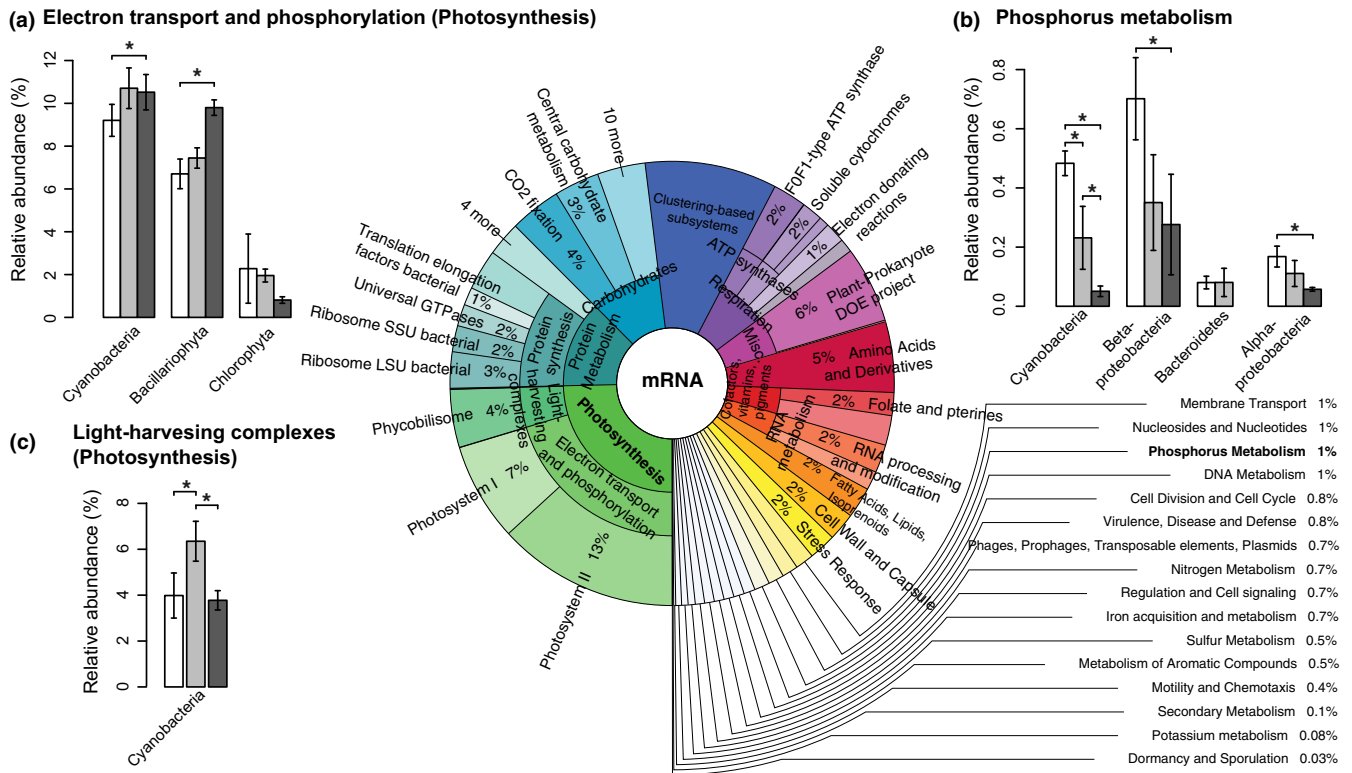 (a) Electron transport and phosphorylation (Photosynthesis)
Relative abundance (%)
0
2
4
6
8
10
12
*
*
Cyanobacteria
Bacillariophyta
Chlorophyta
(b) Phosphorus metabolism
Relative abundance (%)
0.0
0.2
0.4
0.6
0.8
*
*
*
*
*
Cyanobacteria
Beta-
proteobacteria
Bacteroidetes
Alpha-
proteobacteria
(c) Light-harvesing complexes
(Photosynthesis)
Relative abundance (%)
0
2
4
6
8
*
*
Cyanobacteria
mRNA
Clustering-based
subsystems
F0F1-type ATP synthase
2%
Soluble cytochromes
2%
Electron donating
reactions
1%
ATP synthases
Respiration
Plant-Prokaryote
DOE project
6%
Misc.
Amino Acids
and Derivatives
5%
Cofactors,
vitamins,
pigments
Folate and pterines
2%
RNA
metabolism
RNA processing
and modification
2%
Fatty Acids, Lipids,
Isoprenoids
2%
Cell Wall and Capsule
2%
Stress Response
2%
Photosynthesis
Electron transport
and phosphorylation
Photosystem II
13%
Photosystem I
7%
Light-
harvesting
complexes
Phycobilisome
4%
Protein
Metabolism
Protein
synthesis
Ribosome LSU bacterial
3%
Ribosome SSU bacterial
2%
Universal GTPases
2%
Translation elongation
factors bacterial
1%
4 more
Carbohydrates
CO2 fixation
4%
Central carbohydrate
metabolism
3%
10 more
Membrane Transport 1%
Nucleosids and Nucleotides 1%
Phosphorus Metabolism 1%
DNA Metabolism 1%
Cell Division and Cell Cycle 0.8%
Virulence, Disease and Defense 0.8%
Phages, Prophages, Transposable elements, Plasmids 0.7%
Nitrogen Metabolism 0.7%
Regulation and Cell signaling 0.7%
Iron acquisition and metabolism 0.7%
Sulfur Metabolism 0.5%
Metabolism of Aromatic Compounds 0.5%
Motility and Chemotaxis 0.4%
Secondary Metabolism 0.1%
Potassium metabolism 0.08%
Dormancy and Sporulation 0.03%